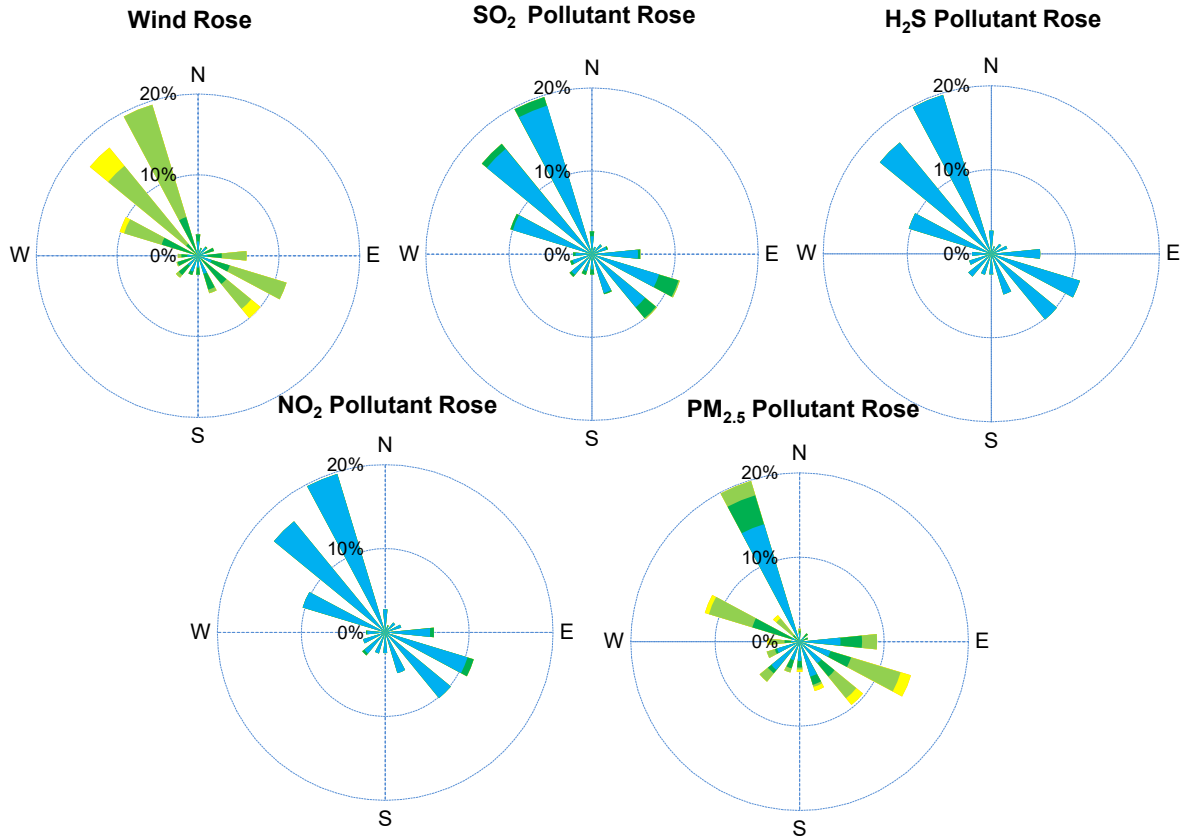 Wind Rose
N
20%
10%
0%
W
E
S
SO₂ Pollutant Rose
N
20%
10%
0%
W
E
S
H₂S Pollutant Rose
N
20%
10%
0%
W
E
S
NO₂ Pollutant Rose
N
20%
10%
0%
W
E
S
PM₂.₅ Pollutant Rose
N
20%
10%
0%
W
E
S